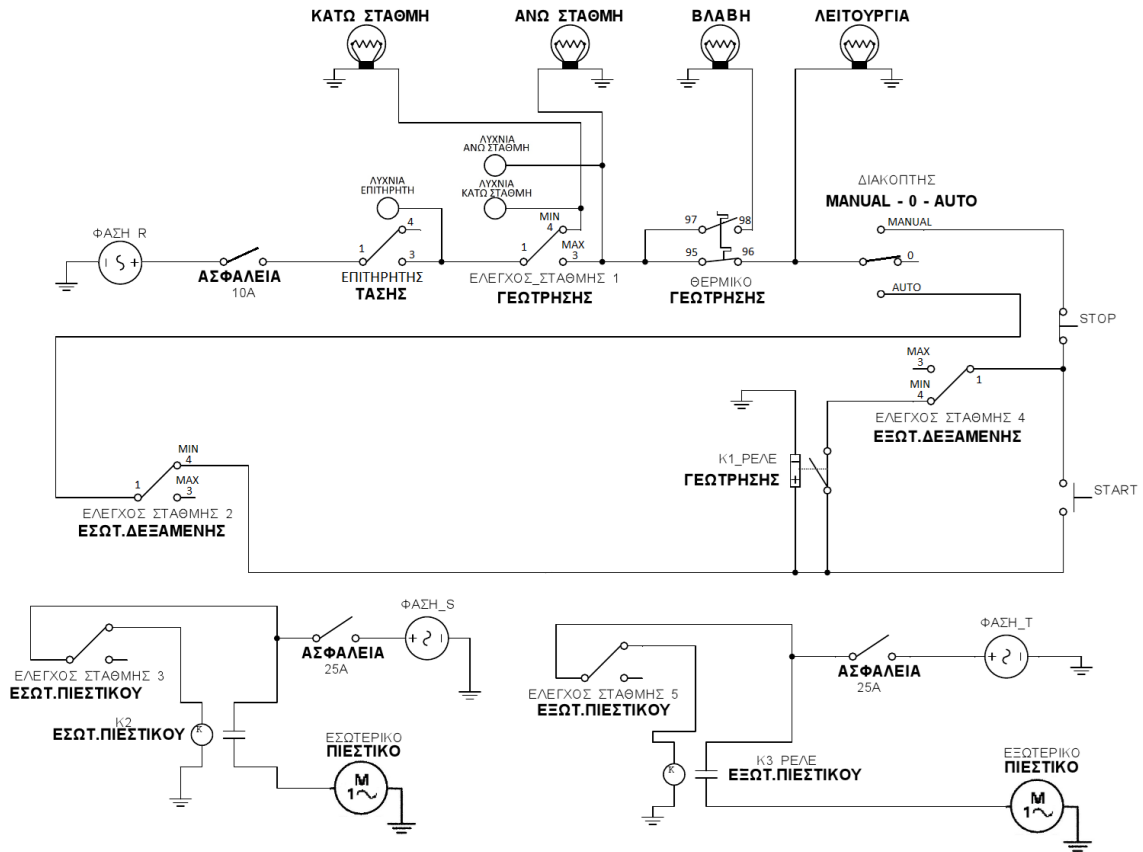 ΚΑΤΩ ΣΤΑΘΜΗ
ΑΝΩ ΣΤΑΘΜΗ
ΒΛΑΒΗ
ΛΕΙΤΟΥΡΓΙΑ
ΛΥΧΝΙΑ
ΑΝΩ ΣΤΑΘΜΗ
ΛΥΧΝΙΑ
ΕΠΙΤΗΡΗΤΗ
ΛΥΧΝΙΑ
ΚΑΤΩ ΣΤΑΘΜΗ
ΔΙΑΚΟΠΤΗΣ
MANUAL - 0 - AUTO
ΦΑΣΗ R
ΑΣΦΑΛΕΙΑ
10A
1
4
3
ΕΠΙΤΗΡΗΤΗΣ
ΤΑΣΗΣ
MIN
4
1
MAX
3
ΕΛΕΓΧΟΣ_ΣΤΑΘΜΗΣ 1
ΓΕΩΤΡΗΣΗΣ
97
98
95
96
ΘΕΡΜΙΚΟ
ΓΕΩΤΡΗΣΗΣ
MANUAL
0
AUTO
STOP
MAX
3
MIN
4
1
ΕΛΕΓΧΟΣ ΣΤΑΘΜΗΣ 4
ΕΞΩΤ.ΔΕΞΑΜΕΝΗΣ
K1_ΡΕΛΕ
ΓΕΩΤΡΗΣΗΣ
START
MIN
4
1
MAX
3
ΕΛΕΓΧΟΣ ΣΤΑΘΜΗΣ 2
ΕΣΩΤ.ΔΕΞΑΜΕΝΗΣ
ΦΑΣΗ_S
ΑΣΦΑΛΕΙΑ
25A
ΕΛΕΓΧΟΣ ΣΤΑΘΜΗΣ 3
ΕΣΩΤ.ΠΙΕΣΤΙΚΟΥ
K2
ΕΣΩΤ.ΠΙΕΣΤΙΚΟΥ
K
ΕΣΩΤΕΡΙΚΟ
ΠΙΕΣΤΙΚΟ
M
1
ΦΑΣΗ_T
ΑΣΦΑΛΕΙΑ
25A
ΕΛΕΓΧΟΣ ΣΤΑΘΜΗΣ 5
ΕΞΩΤ.ΠΙΕΣΤΙΚΟΥ
K
K3 ΡΕΛΕ
ΕΞΩΤ.ΠΙΕΣΤΙΚΟΥ
ΕΞΩΤΕΡΙΚΟ
ΠΙΕΣΤΙΚΟ
M
1